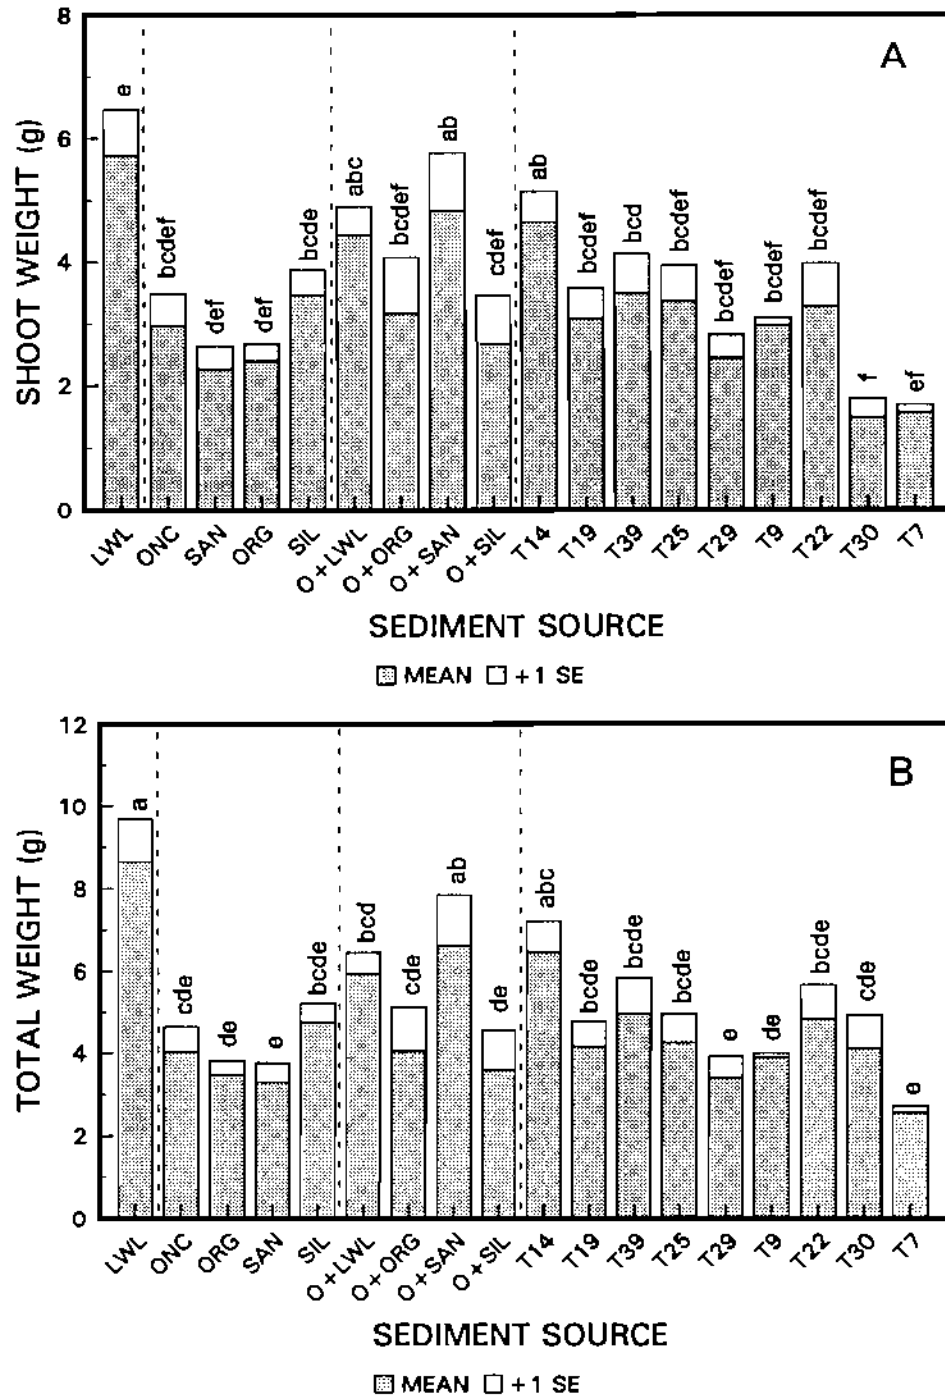 A
8
6
4
2
0
SHOOT WEIGHT (g)
e
bcdef
def
def
bcde
abc
bcdef
ab
cdef
ab
bcdef
bcd
bcdef
bcdef
bcdef
bcdef
f
ef
LWL ONC SAN ORG SIL O+LWL O+ORG O+SAN O+SIL T14 T19 T39 T25 T29 T9 T22 T30 T7
SEDIMENT SOURCE
MEAN +1 SE
B
12
10
8
6
4
2
0
TOTAL WEIGHT (g)
a
cde
de
e
bcde
bcd
cde
ab
de
abc
bcde
bcde
bcde
e
de
bcde
cde
e
LWL ONC ORG SAN SIL O+LWL O+ORG O+SAN O+SIL T14 T19 T39 T25 T29 T9 T22 T30 T7
SEDIMENT SOURCE
MEAN +1 SE